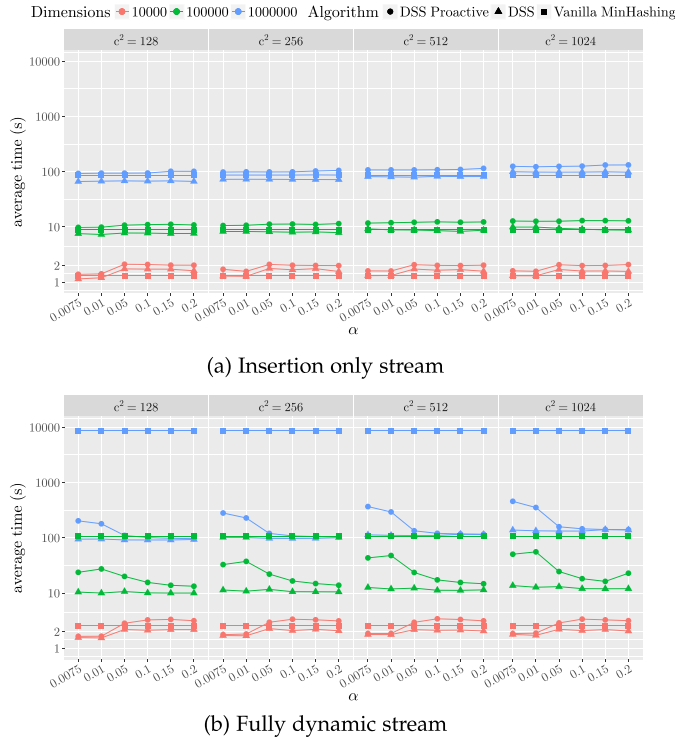 Dimensions 10000 100000 1000000 Algorithm DSS Proactive DSS Vanilla MinHashing
c² = 128 c² = 256 c² = 512 c² = 1024
10000
1000
100
10
2
1
average time (s)
0.0075 0.01 0.05 0.1 0.15 0.2 0.0075 0.01 0.05 0.1 0.15 0.2 0.0075 0.01 0.05 0.1 0.15 0.2 0.0075 0.01 0.05 0.1 0.15 0.2
α
(a) Insertion only stream
c² = 128 c² = 256 c² = 512 c² = 1024
10000
100
10
2
1
average time (s)
0.0075 0.01 0.05 0.1 0.15 0.2 0.0075 0.01 0.05 0.1 0.15 0.2 0.0075 0.01 0.05 0.1 0.15 0.2 0.0075 0.01 0.05 0.1 0.15 0.2
α
(b) Fully dynamic stream